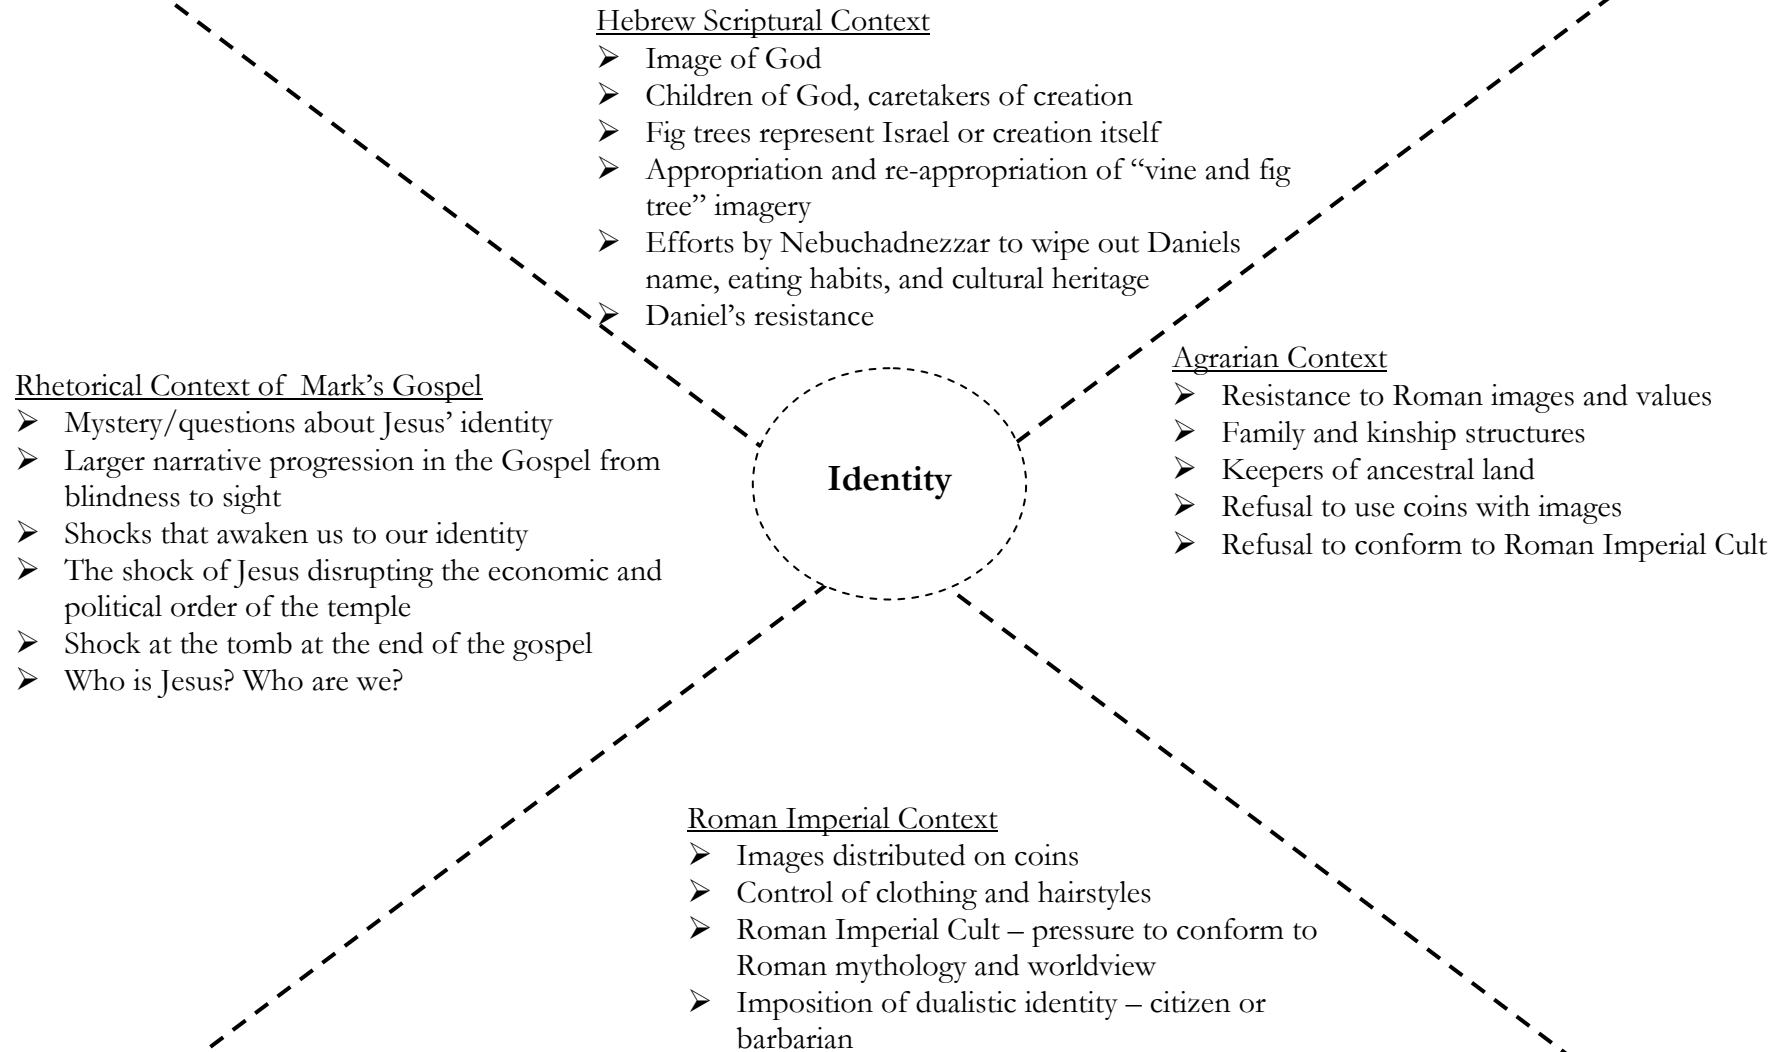 Hebrew Scriptural Context
➢ Image of God
➢ Children of God, caretakers of creation
➢ Fig trees represent Israel or creation itself
➢ Appropriation and re-appropriation of “vine and fig
tree” imagery
➢ Efforts by Nebuchadnezzar to wipe out Daniels
name, eating habits, and cultural heritage
➢ Daniel’s resistance
Rhetorical Context of  Mark’s Gospel
➢ Mystery/questions about Jesus’ identity
➢ Larger narrative progression in the Gospel from
blindness to sight
➢ Shocks that awaken us to our identity
➢ The shock of Jesus disrupting the economic and
political order of the temple
➢ Shock at the tomb at the end of the gospel
➢ Who is Jesus? Who are we?
Identity
Agrarian Context
➢ Resistance to Roman images and values
➢ Family and kinship structures
➢ Keepers of ancestral land
➢ Refusal to use coins with images
➢ Refusal to conform to Roman Imperial Cult
Roman Imperial Context
➢ Images distributed on coins
➢ Control of clothing and hairstyles
➢ Roman Imperial Cult – pressure to conform to
Roman mythology and worldview
➢ Imposition of dualistic identity – citizen or
barbarian